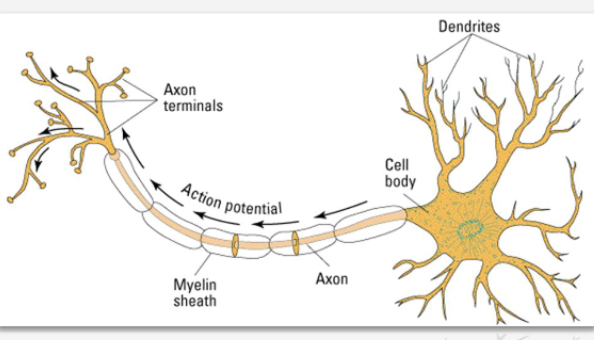 Dendrites
Axon
terminals
Cell
body
Action potential
Axon
Myelin
sheath